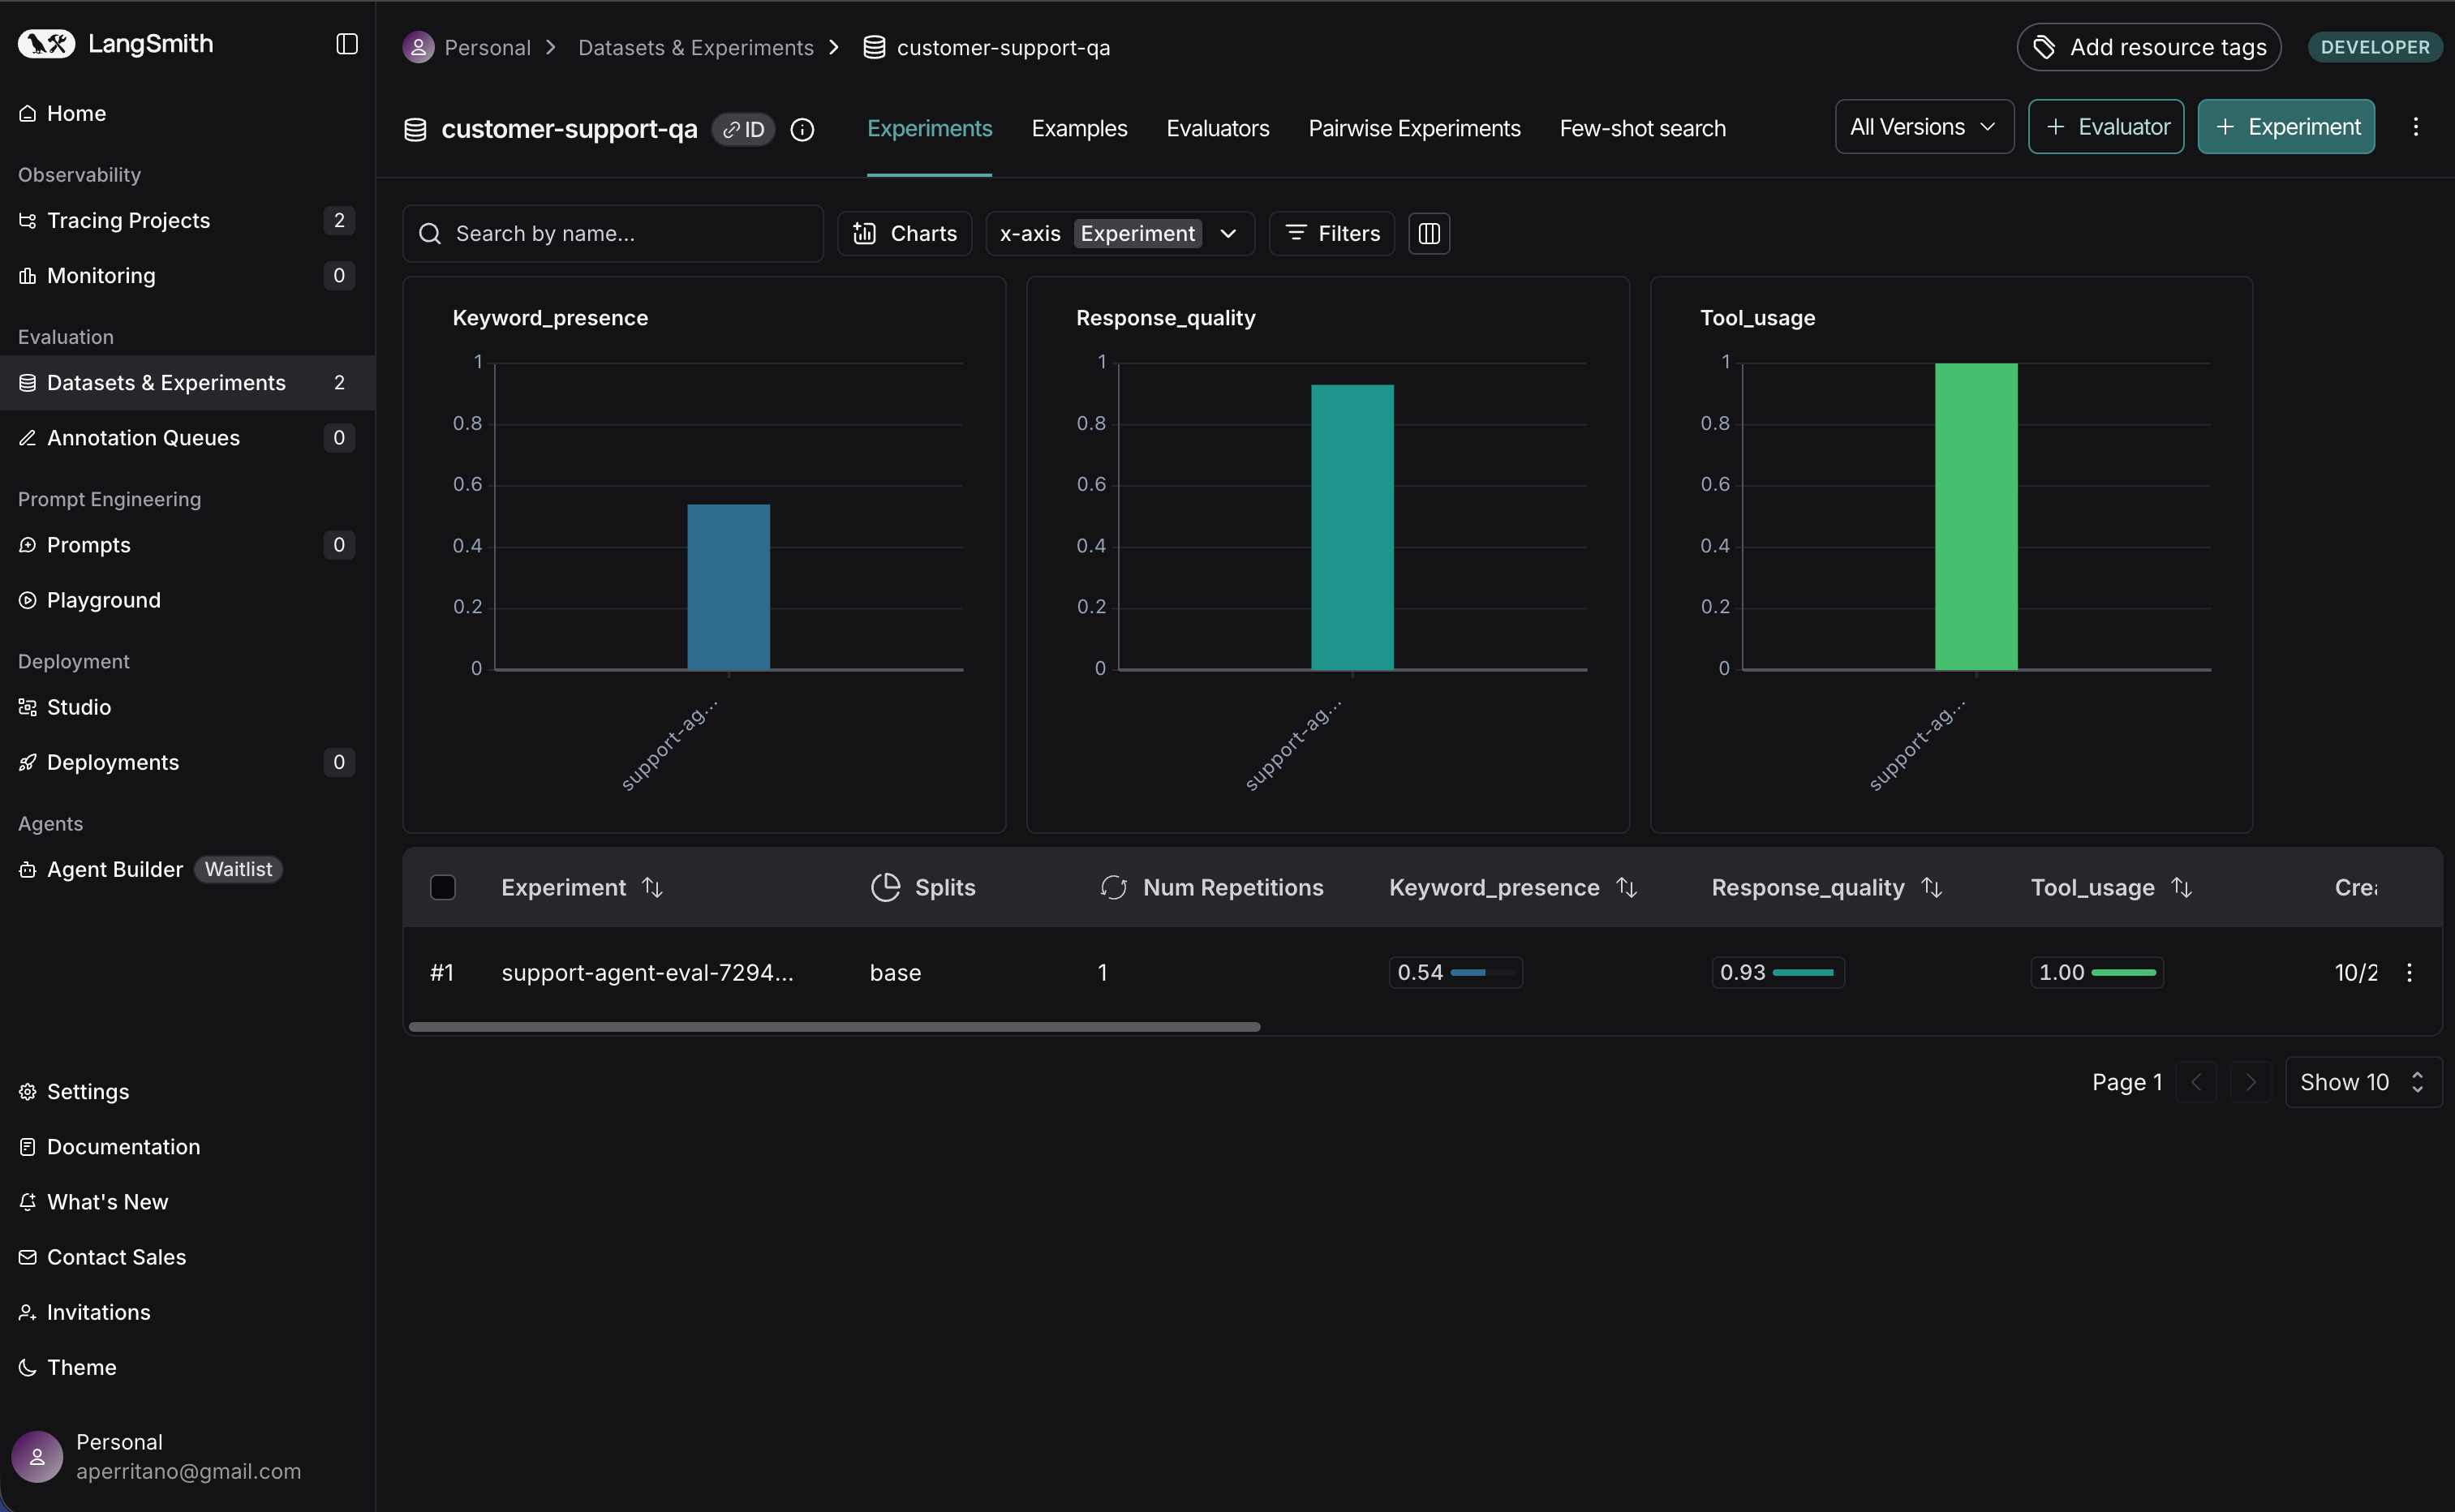 LangSmith
Home
Observability
Tracing Projects 2
Monitoring 0
Evaluation
Datasets & Experiments 2
Annotation Queues 0
Prompt Engineering
Prompts 0
Playground
Deployment
Studio
Deployments 0
Agents
Agent Builder Waitlist
Settings
Documentation
What's New
Contact Sales
Invitations
Theme
Personal
aperritano@gmail.com
Personal Datasets & Experiments customer-support-qa
Add resource tags DEVELOPER
customer-support-qa ID Experiments Examples Evaluators Pairwise Experiments Few-shot search All Versions + Evaluator + Experiment
Search by name... Charts x-axis Experiment Filters
Keyword_presence
1
0.8
0.6
0.4
0.2
0
support-ag...
Response_quality
1
0.8
0.6
0.4
0.2
0
support-ag...
Tool_usage
1
0.8
0.6
0.4
0.2
0
support-ag...
Experiment Splits Num Repetitions Keyword_presence Response_quality Tool_usage
#1 support-agent-eval-7294... base 1 0.54 0.93 1.00 10/2
Page 1 Show 10